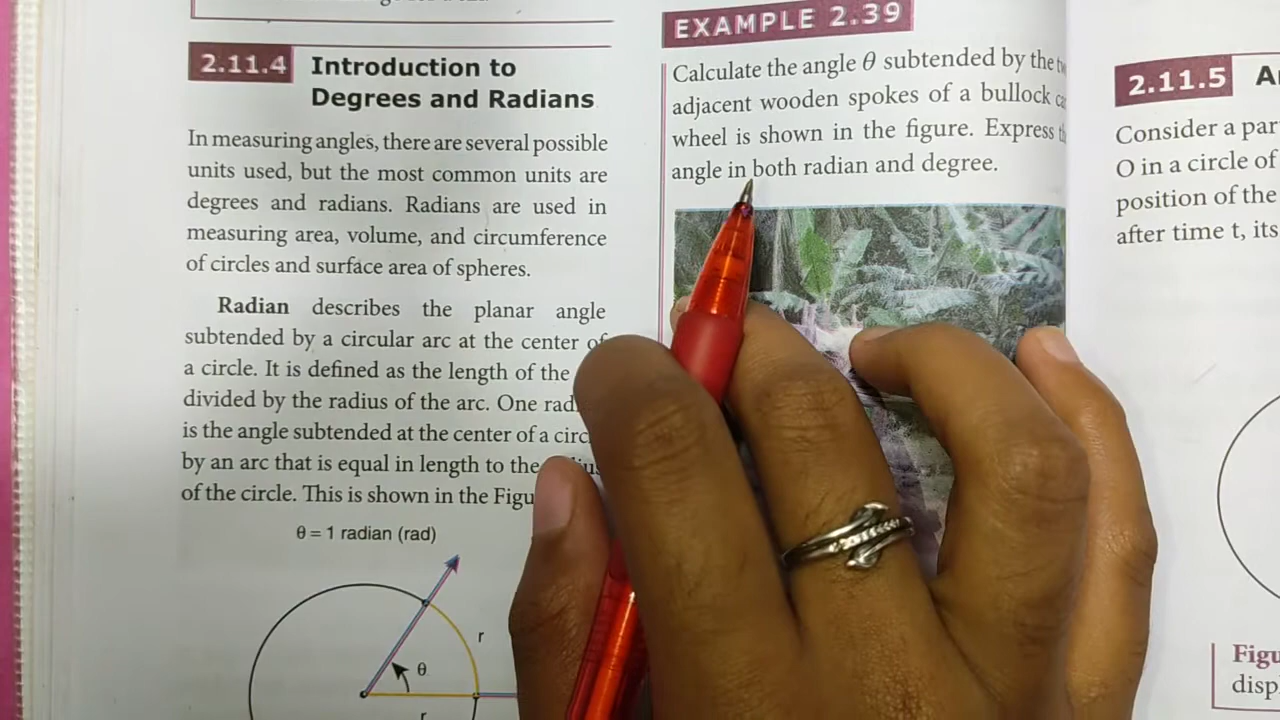 2.11.4 Introduction to
Degrees and Radians
In measuring angles, there are several possible
units used, but the most common units are
degrees and radians. Radians are used in
measuring area, volume, and circumference
of circles and surface area of spheres.
Radian describes the planar angle
subtended by a circular arc at the center of
a circle. It is defined as the length of the
divided by the radius of the arc. One
is the angle subtended at the center of a
by an arc that is equal in length to the
of the circle. This is shown in the
θ = 1 radian (rad)
r
θ
r
EXAMPLE 2.39
Calculate the angle θ subtended by the
adjacent wooden spokes of a bullock
wheel is shown in the figure. Express
angle in both radian and degree.
2.11.5
Consider a
O in a circle of
position of the
after time t, its